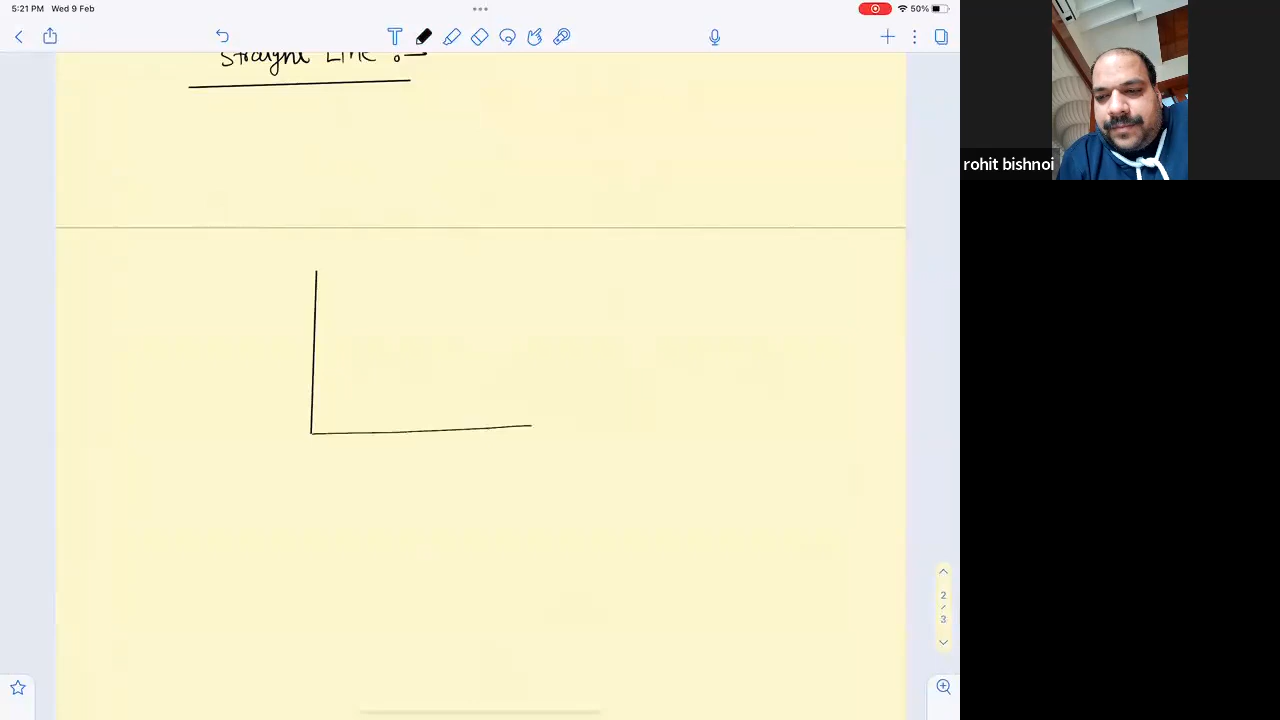 5:21 PM Wed 9 Feb
50%
Straight Line :-
rohit bishnoi
T
2
/
3